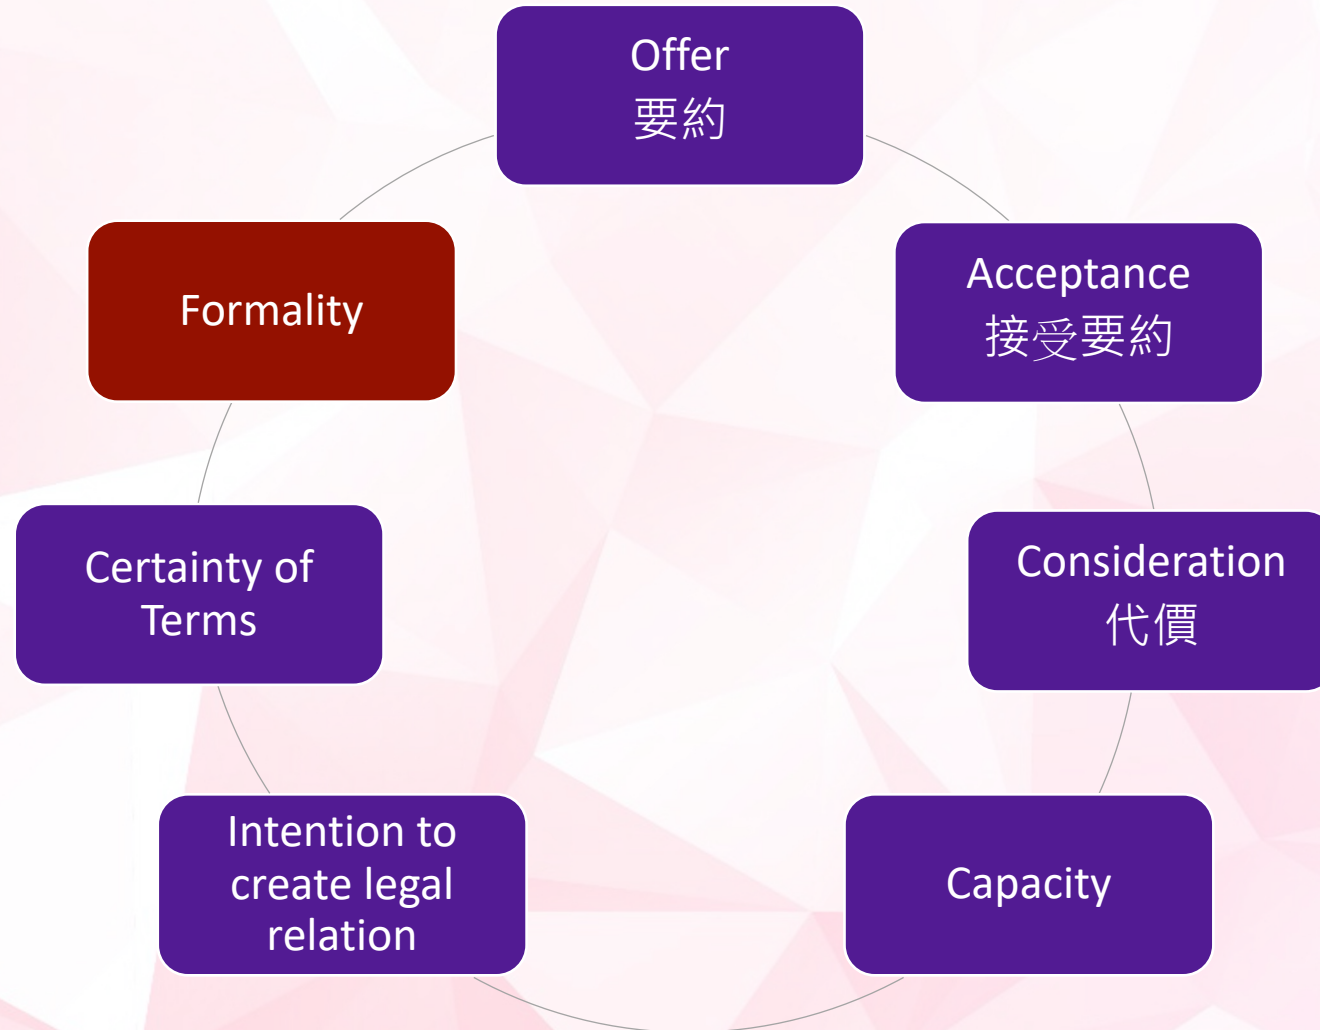 Offer
要約
Acceptance
接受要約
Consideration
代價
Capacity
Intention to
create legal
relation
Certainty of
Terms
Formality